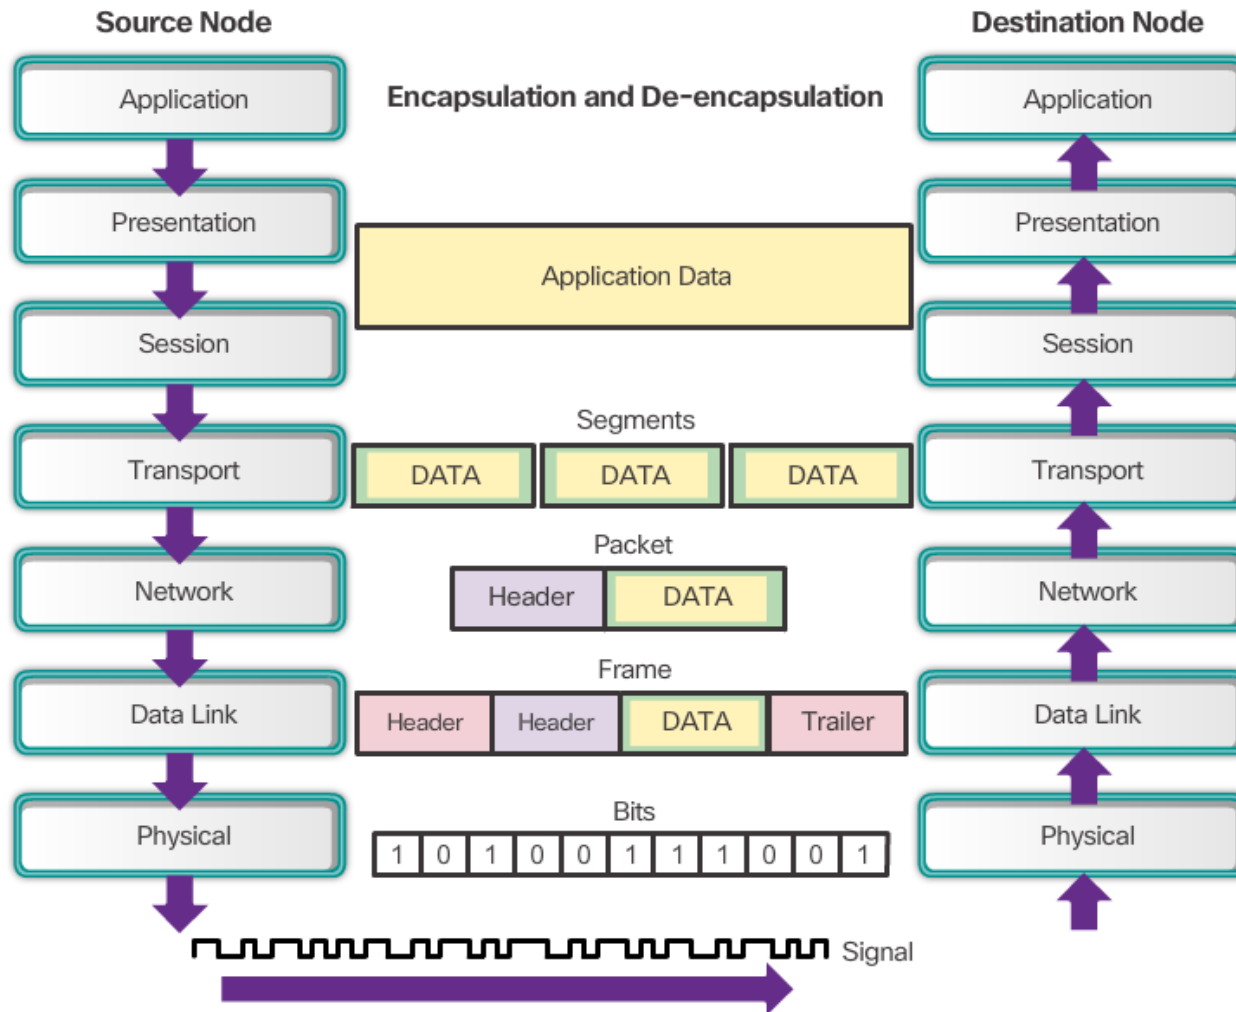 Source Node
Destination Node
Encapsulation and De-encapsulation
Application
Application
Presentation
Presentation
Application Data
Session
Session
Segments
Transport
DATA
DATA
DATA
Transport
Packet
Network
Header
DATA
Network
Frame
Data Link
Header
Header
DATA
Trailer
Data Link
Bits
Physical
1 0 1 0 0 1 1 1 0 0 1
Physical
Signal